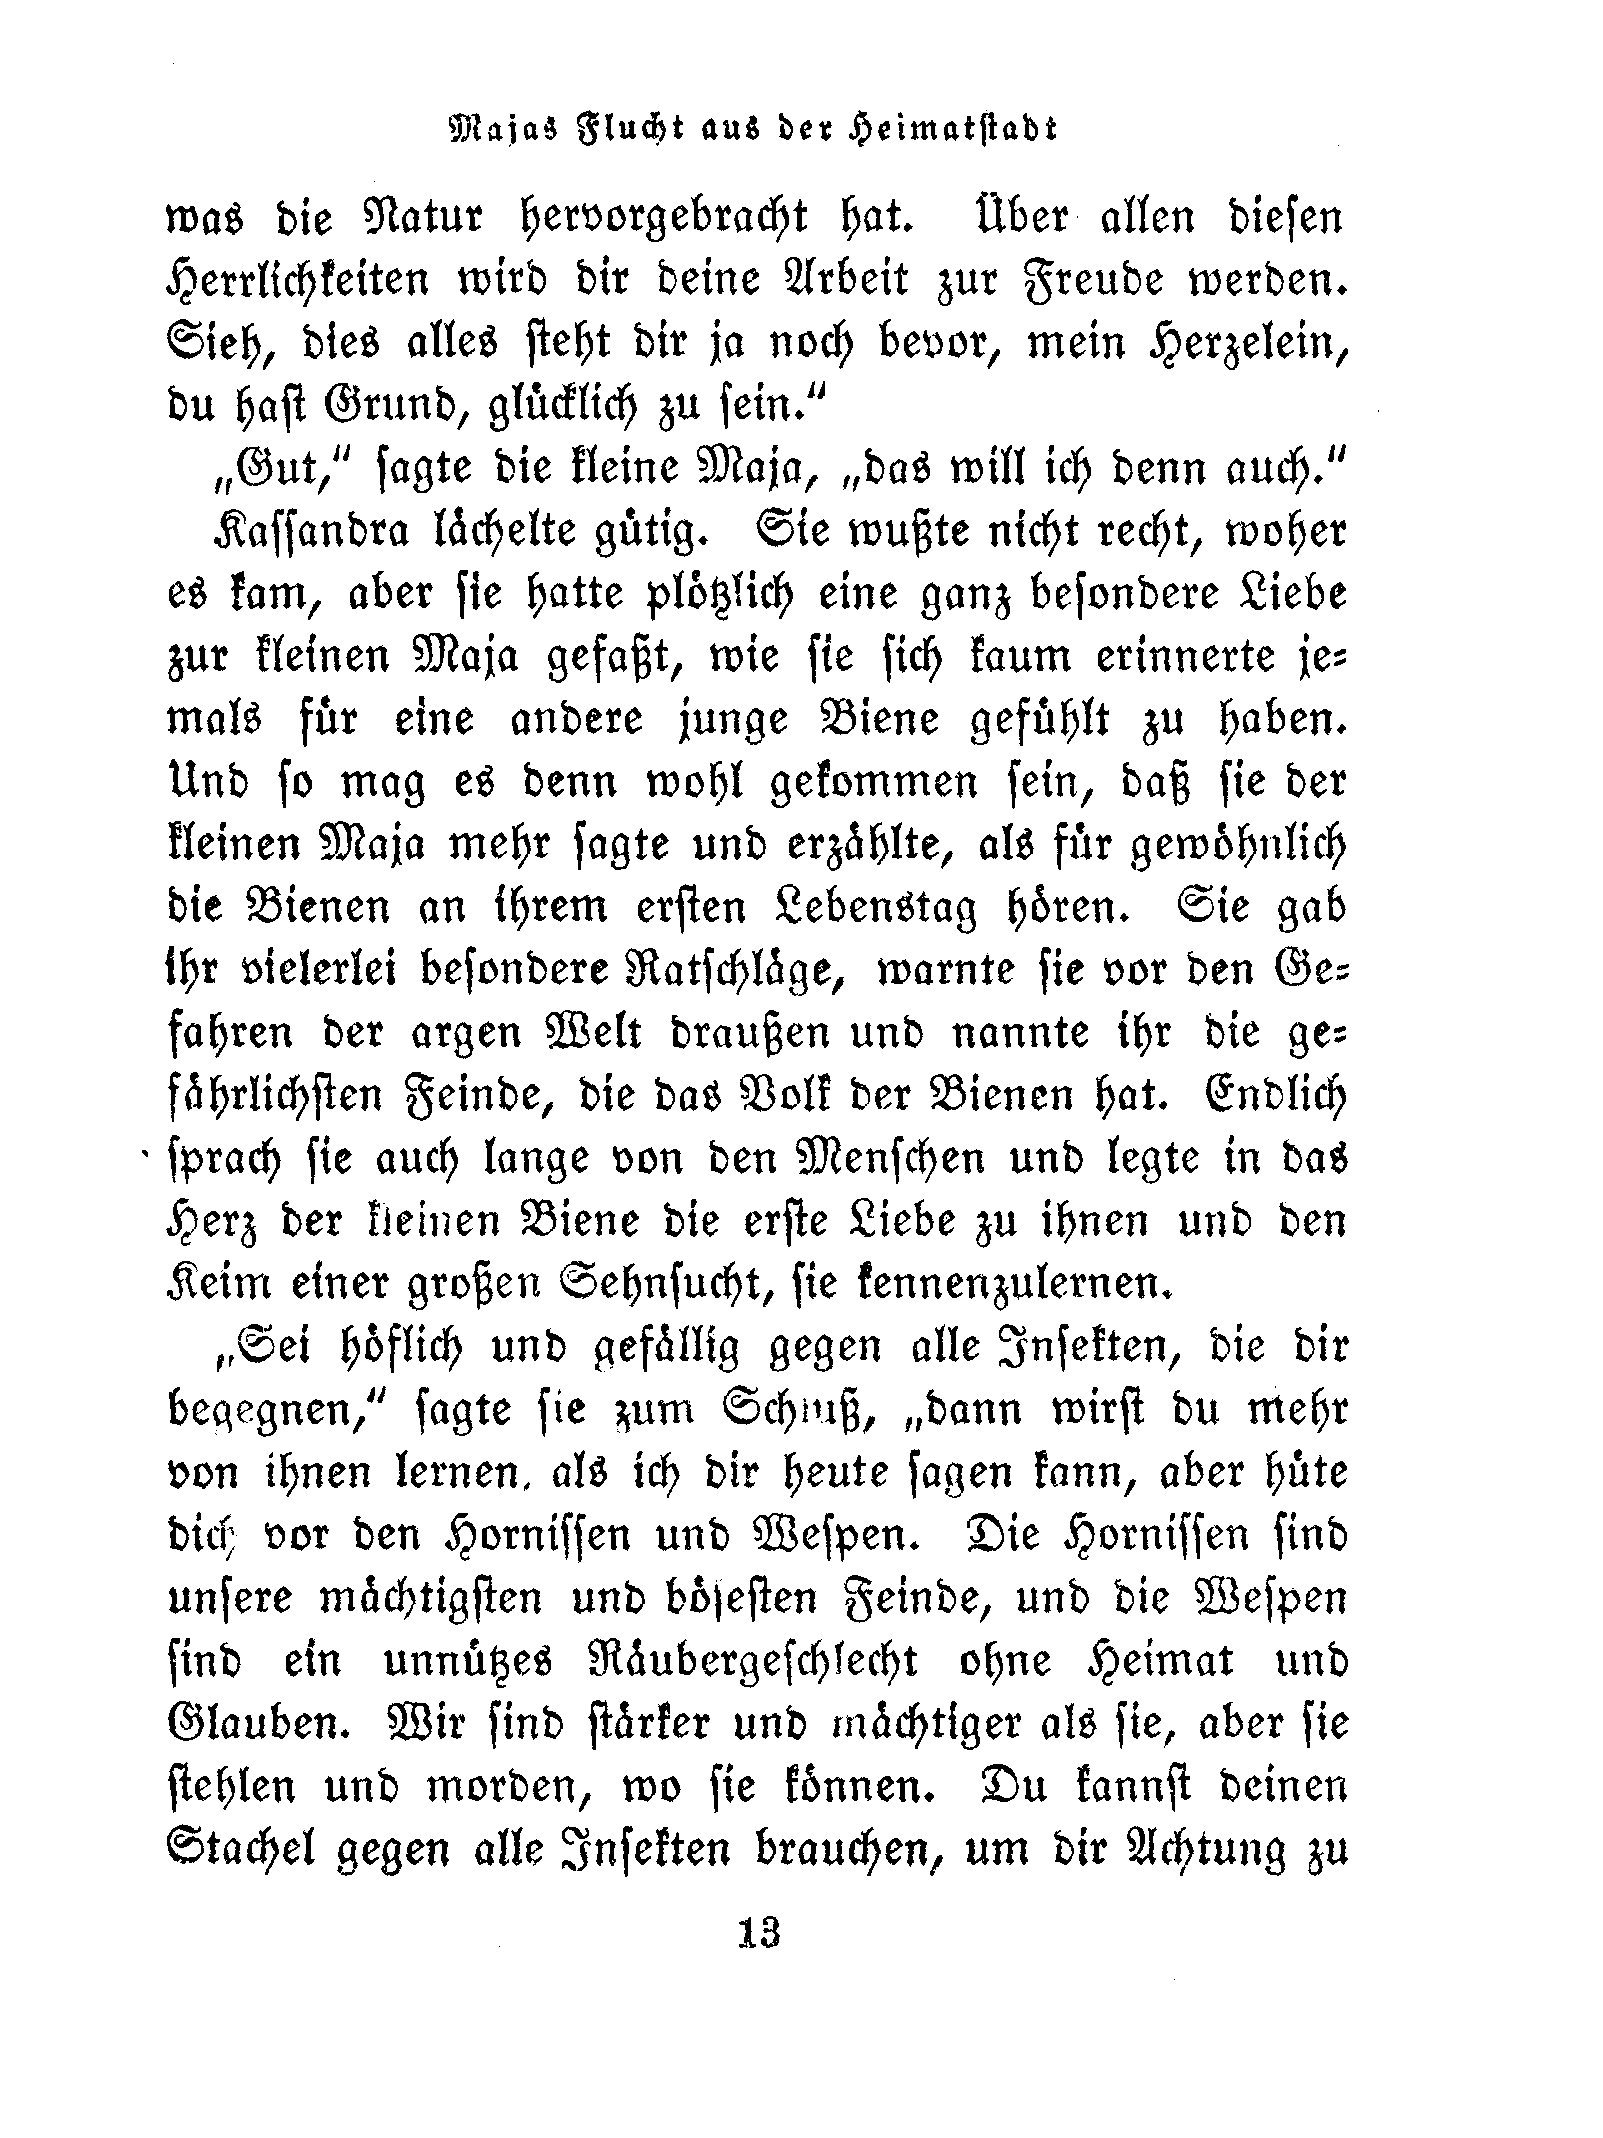 Majas Flucht aus der Heimatstadt
was die Natur hervorgebracht hat. Über allen diesen
Herrlichkeiten wird dir deine Arbeit zur Freude werden.
Sieh, dies alles steht dir ja noch bevor, mein Herzelein,
du hast Grund, glücklich zu sein.“
„Gut,“ sagte die kleine Maja, „das will ich denn auch.“
Kassandra lächelte gütig. Sie wußte nicht recht, woher
es kam, aber sie hatte plötzlich eine ganz besondere Liebe
zur kleinen Maja gefaßt, wie sie sich kaum erinnerte je-
mals für eine andere junge Biene gefühlt zu haben.
Und so mag es denn wohl gekommen sein, daß sie der
kleinen Maja mehr sagte und erzählte, als für gewöhnlich
die Bienen an ihrem ersten Lebenstag hören. Sie gab
ihr vielerlei besondere Ratschläge, warnte sie vor den Ge-
fahren der argen Welt draußen und nannte ihr die ge-
fährlichsten Feinde, die das Volk der Bienen hat. Endlich
sprach sie auch lange von den Menschen und legte in das
Herz der kleinen Biene die erste Liebe zu ihnen und den
Keim einer großen Sehnsucht, sie kennenzulernen.
„Sei höflich und gefällig gegen alle Insekten, die dir
begegnen,“ sagte sie zum Schluß, „dann wirst du mehr
von ihnen lernen, als ich dir heute sagen kann, aber hüte
dich vor den Hornissen und Wespen. Die Hornissen sind
unsere mächtigsten und bösesten Feinde, und die Wespen
sind ein unnützes Räubergeschlecht ohne Heimat und
Glauben. Wir sind stärker und mächtiger als sie, aber sie
stehlen und morden, wo sie können. Du kannst deinen
Stachel gegen alle Insekten brauchen, um dir Achtung zu
13